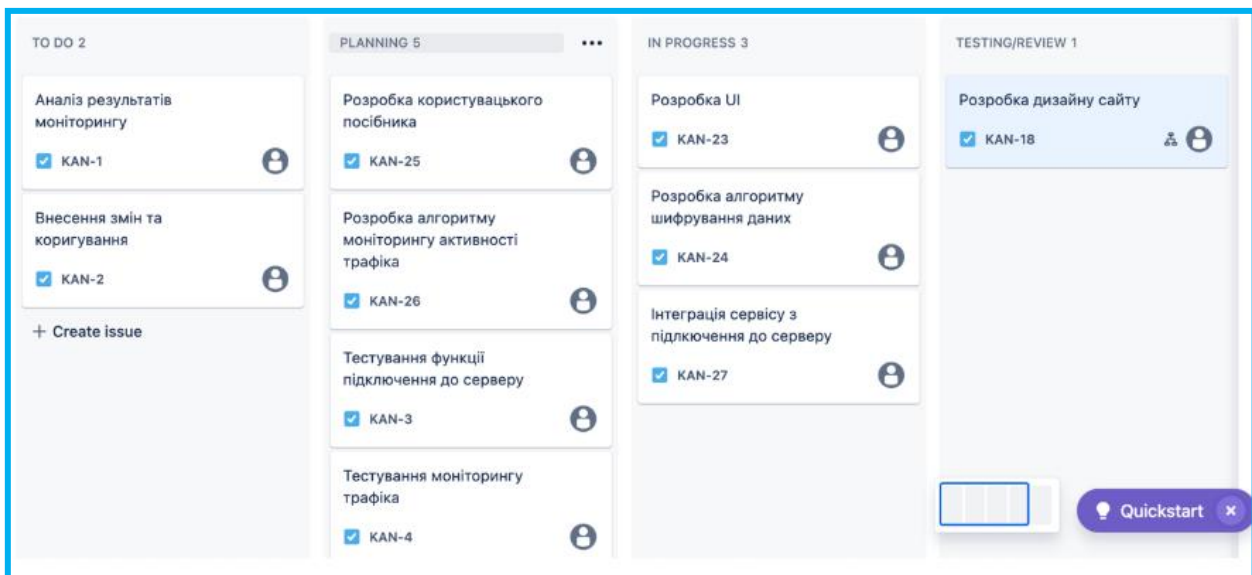 TO DO 2
Аналіз результатів
моніторингу
KAN-1
Внесення змін та
коригування
KAN-2
+ Create issue
PLANNING 5
Розробка користувацького
посібника
KAN-25
Розробка алгоритму
моніторингу активності
трафіка
KAN-26
Тестування функції
підключення до серверу
KAN-3
Тестування моніторингу
трафіка
KAN-4
IN PROGRESS 3
Розробка UI
KAN-23
Розробка алгоритму
шифрування даних
KAN-24
Інтеграція сервісу з
підлкючення до серверу
KAN-27
TESTING/REVIEW 1
Розробка дизайну сайту
KAN-18
Quickstart